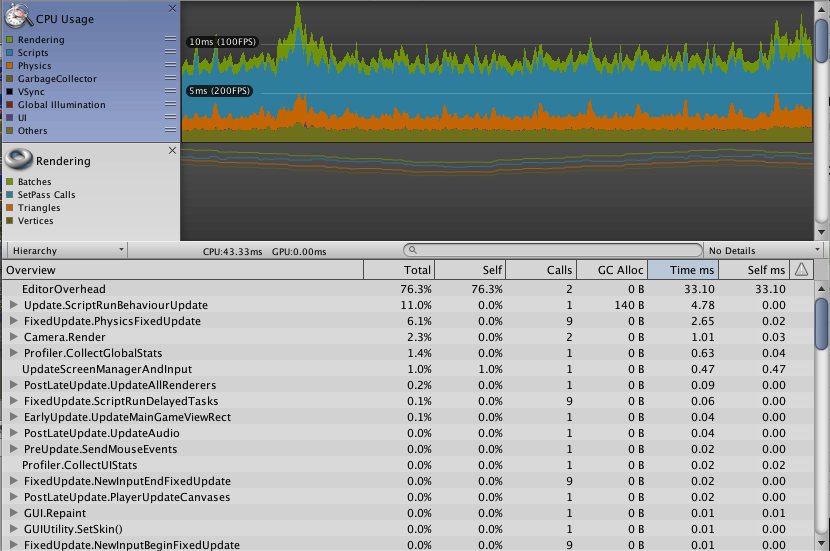 CPU Usage
Rendering
Scripts
Physics
GarbageCollector
VSync
Global Illumination
UI
Others
10ms (100FPS)
5ms (200FPS)
Rendering
Batches
SetPass Calls
Triangles
Vertices
Hierarchy CPU:43.33ms GPU:0.00ms No Details
Overview Total Self Calls GC Alloc Time ms Self ms
EditorOverhead 76.3% 76.3% 2 0 B 33.10 33.10
Update.ScriptRunBehaviourUpdate 11.0% 0.0% 1 140 B 4.78 0.00
FixedUpdate.PhysicsFixedUpdate 6.1% 0.0% 9 0 B 2.65 0.02
Camera.Render 2.3% 0.0% 2 0 B 1.01 0.03
Profiler.CollectGlobalStats 1.4% 0.0% 1 0 B 0.63 0.04
UpdateScreenManagerAndInput 1.0% 1.0% 1 0 B 0.47 0.47
PostLateUpdate.UpdateAllRenderers 0.2% 0.0% 1 0 B 0.09 0.00
FixedUpdate.ScriptRunDelayedTasks 0.1% 0.0% 9 0 B 0.06 0.00
EarlyUpdate.UpdateMainGameViewRect 0.1% 0.0% 1 0 B 0.04 0.00
PostLateUpdate.UpdateAudio 0.0% 0.0% 1 0 B 0.04 0.00
PreUpdate.SendMouseEvents 0.0% 0.0% 1 0 B 0.02 0.00
Profiler.CollectUIStats 0.0% 0.0% 1 0 B 0.02 0.02
FixedUpdate.NewInputEndFixedUpdate 0.0% 0.0% 9 0 B 0.02 0.00
PostLateUpdate.PlayerUpdateCanvases 0.0% 0.0% 1 0 B 0.02 0.00
GUI.Repaint 0.0% 0.0% 1 0 B 0.01 0.01
GUIUtility.SetSkin() 0.0% 0.0% 1 0 B 0.01 0.00
FixedUpdate.NewInputBeginFixedUpdate 0.0% 0.0% 9 0 B 0.01 0.00